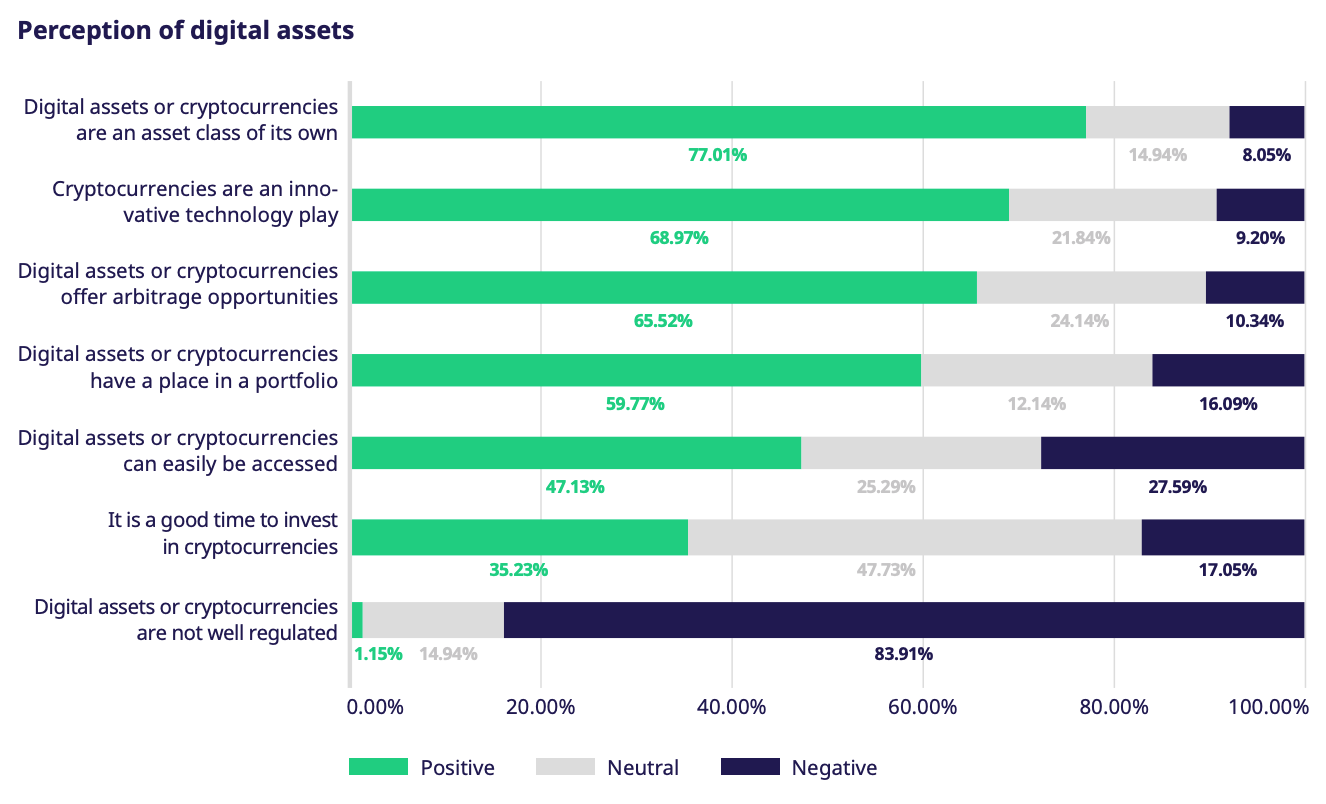 Perception of digital assets
Digital assets or cryptocurrencies
are an asset class of its own
77.01% 14.94% 8.05%
Cryptocurrencies are an inno-
vative technology play
68.97% 21.84% 9.20%
Digital assets or cryptocurrencies
offer arbitrage opportunities
65.52% 24.14% 10.34%
Digital assets or cryptocurrencies
have a place in a portfolio
59.77% 12.14% 16.09%
Digital assets or cryptocurrencies
can easily be accessed
47.13% 25.29% 27.59%
It is a good time to invest
in cryptocurrencies
35.23% 47.73% 17.05%
Digital assets or cryptocurrencies
are not well regulated
1.15% 14.94% 83.91%
0.00% 20.00% 40.00% 60.00% 80.00% 100.00%
Positive Neutral Negative